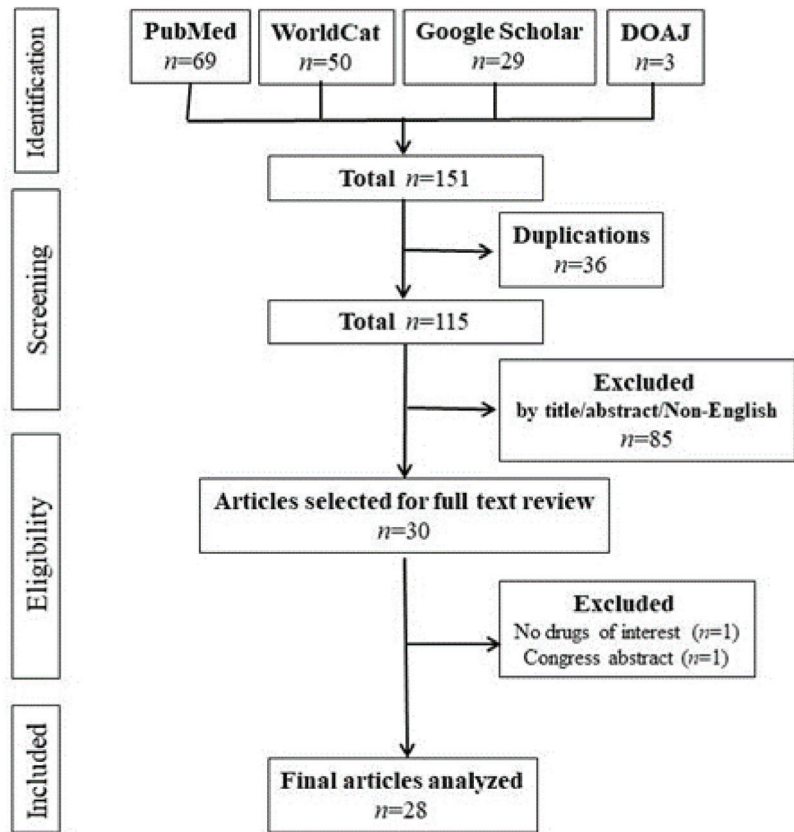 Identification
PubMed
n=69
WorldCat
n=50
Google Scholar
n=29
DOAJ
n=3
Total n=151
Screening
Duplications
n=36
Total n=115
Excluded
by title/abstract/Non-English
n=85
Eligibility
Articles selected for full text review
n=30
Excluded
No drugs of interest (n=1)
Congress abstract (n=1)
Included
Final articles analyzed
n=28